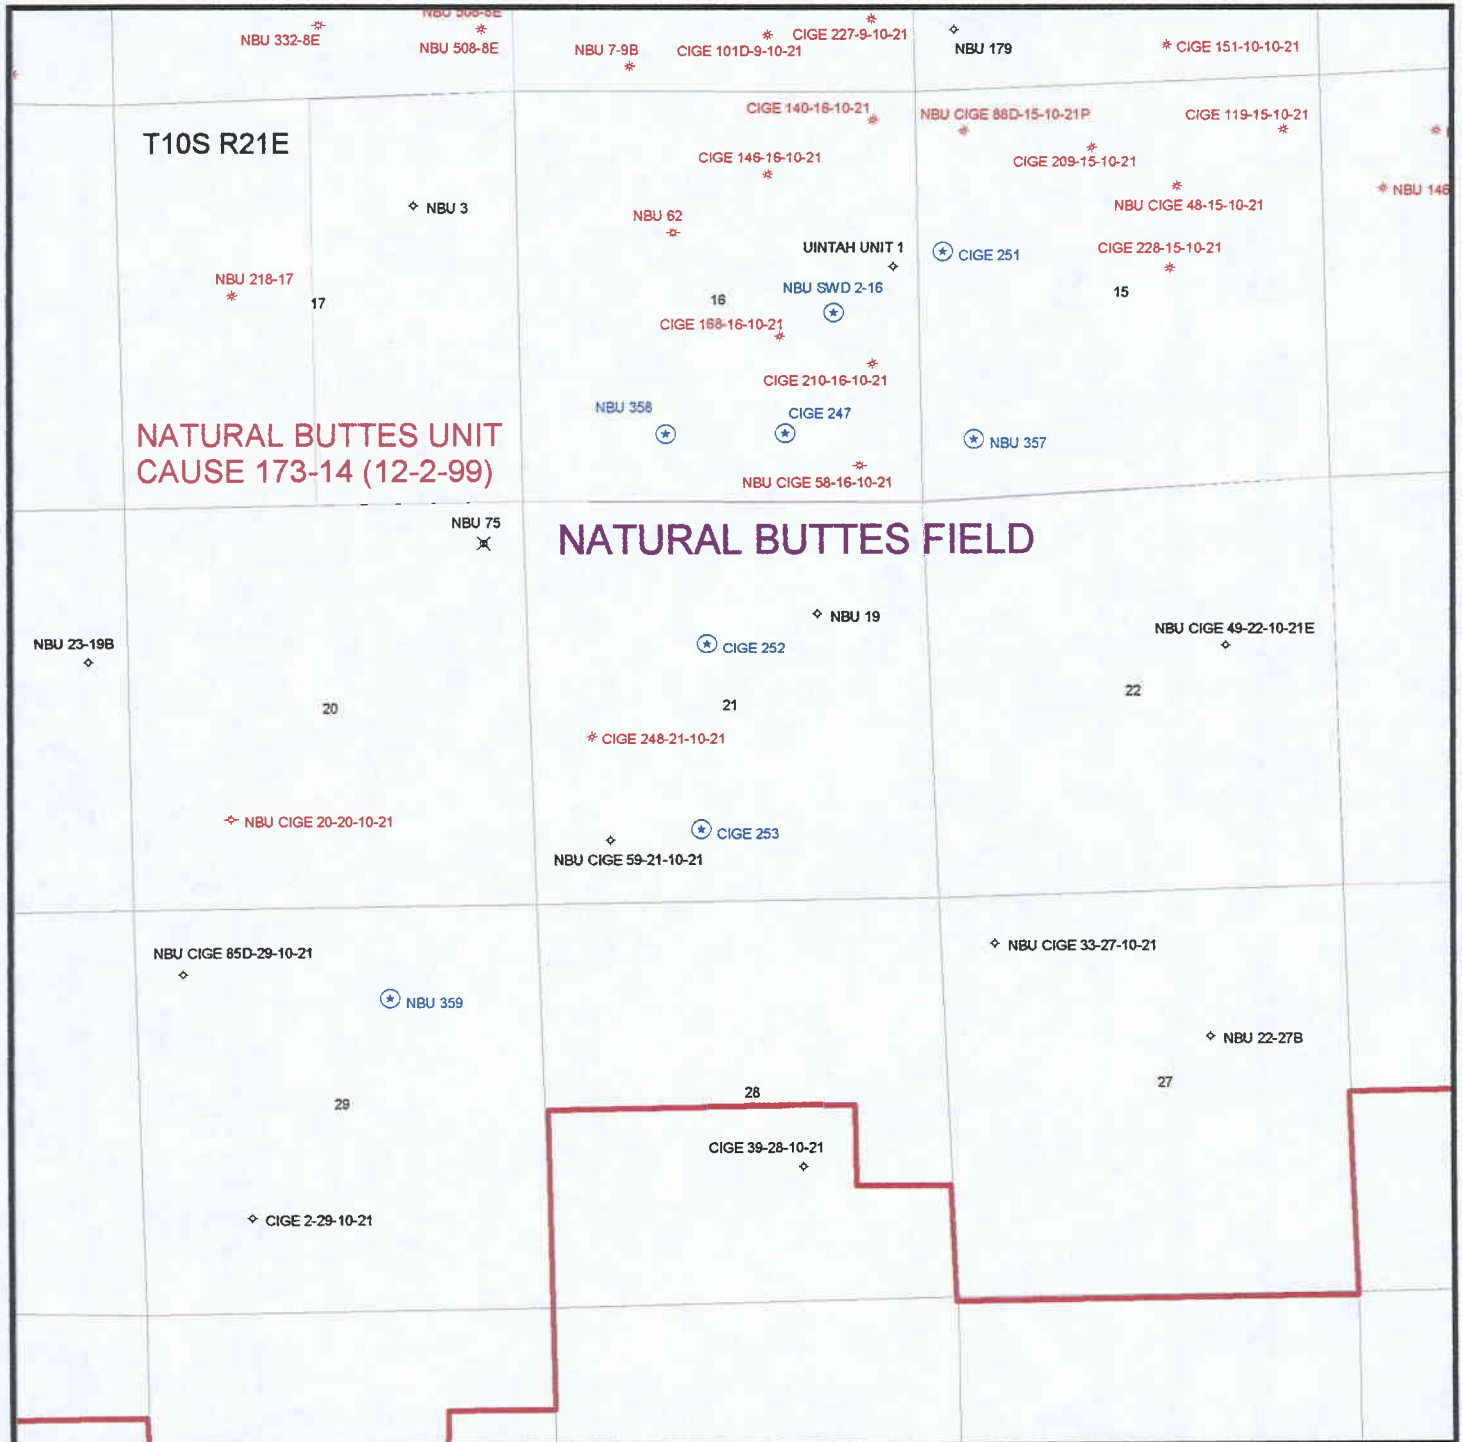 NBU 508-8E
NBU 332-8E
NBU 508-8E
NBU 7-9B
CIGE 101D-9-10-21
CIGE 227-9-10-21
NBU 179
CIGE 151-10-10-21
T10S R21E
CIGE 140-16-10-21
NBU CIGE 88D-15-10-21P
CIGE 119-15-10-21
CIGE 146-16-10-21
CIGE 209-15-10-21
NBU 146
NBU 3
NBU 62
NBU CIGE 48-15-10-21
UINTAH UNIT 1
CIGE 251
CIGE 228-15-10-21
NBU 218-17
NBU SWD 2-16
17
16
15
CIGE 168-16-10-21
CIGE 210-16-10-21
NBU 358
CIGE 247
NBU 357
NATURAL BUTTES UNIT
CAUSE 173-14 (12-2-99)
NBU CIGE 58-16-10-21
NBU 75
NATURAL BUTTES FIELD
NBU 19
NBU 23-19B
CIGE 252
NBU CIGE 49-22-10-21E
20
21
22
CIGE 248-21-10-21
NBU CIGE 20-20-10-21
CIGE 253
NBU CIGE 59-21-10-21
NBU CIGE 85D-29-10-21
NBU CIGE 33-27-10-21
NBU 359
NBU 22-27B
29
28
27
CIGE 39-28-10-21
CIGE 2-29-10-21